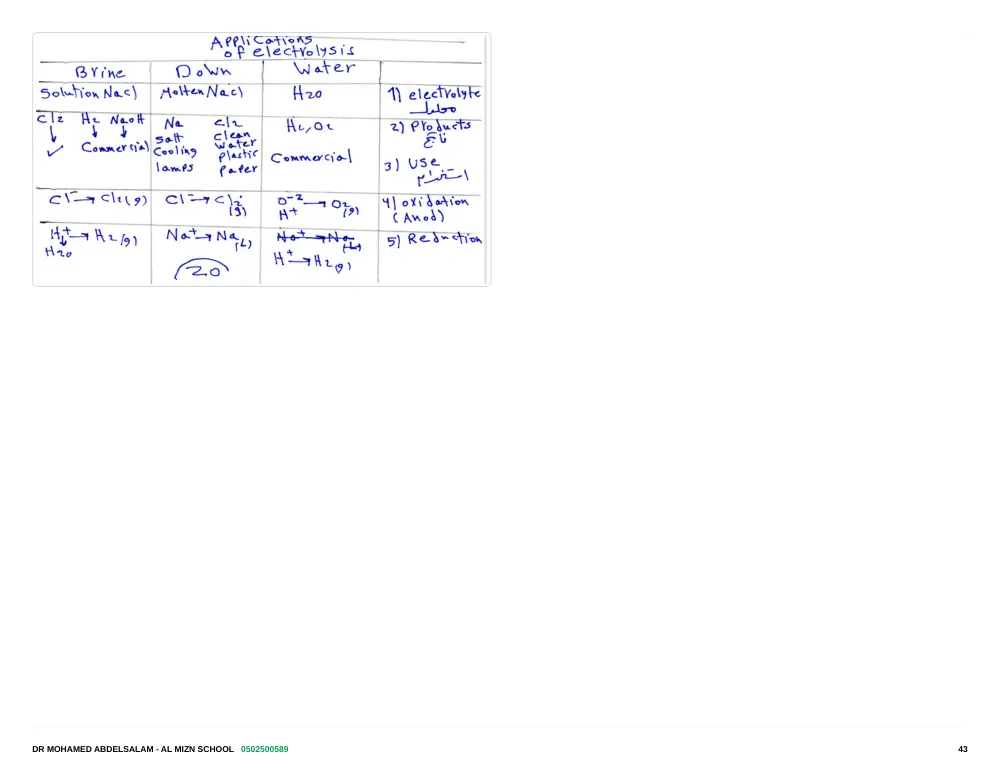 Applications
of electrolysis
Brine Down Water
Solution Nacl Molten Nacl H2O 1) electrolyte
Cl2 H2 NaOH Na Cl2 H2, O2 2) Products
ناتج
Commercial Salt clean
Cooling water
plastic Commercial 3) Use
lamps paper استخدام
Cl⁻ → Cl2(g) Cl⁻ → Cl2(g) O⁻² → O2(g) 4) oxidation
H⁺ (Anod)
H⁺ → H2(g) Na⁺ → Na(L) Na⁺ → Na(L) 5) Reduction
H2O H⁺ → H2(g)
20
DR MOHAMED ABDELSALAM - AL MIZN SCHOOL 0502500589 43